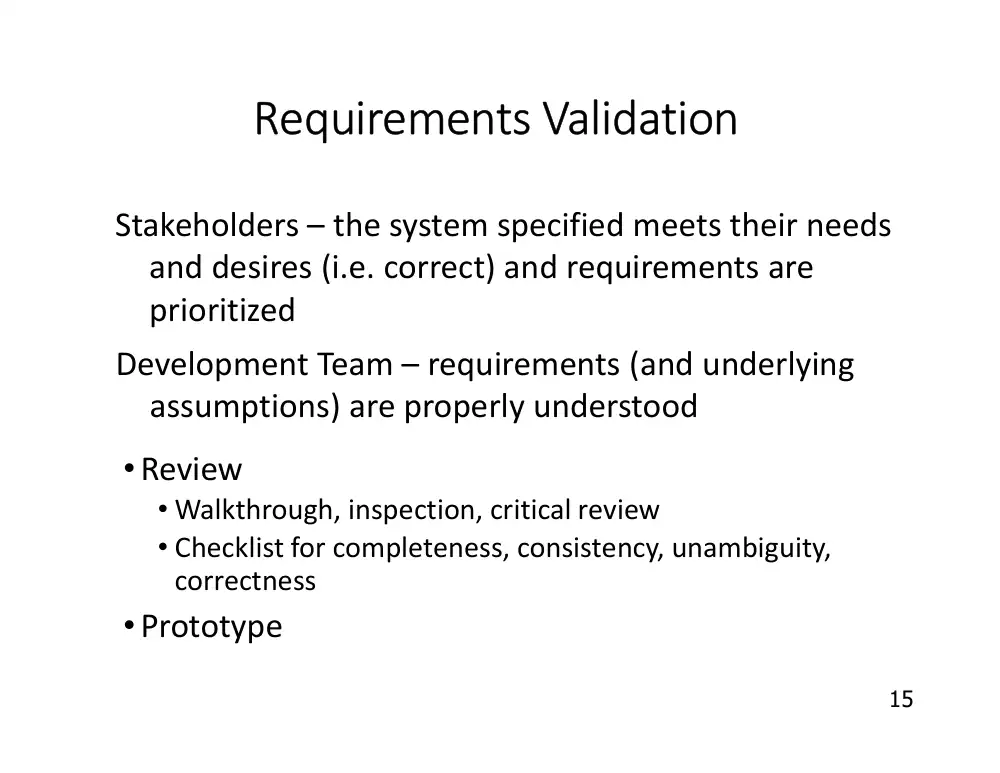 Requirements Validation
Stakeholders – the system specified meets their needs
and desires (i.e. correct) and requirements are
prioritized
Development Team – requirements (and underlying
assumptions) are properly understood
• Review
• Walkthrough, inspection, critical review
• Checklist for completeness, consistency, unambiguity,
correctness
• Prototype
15